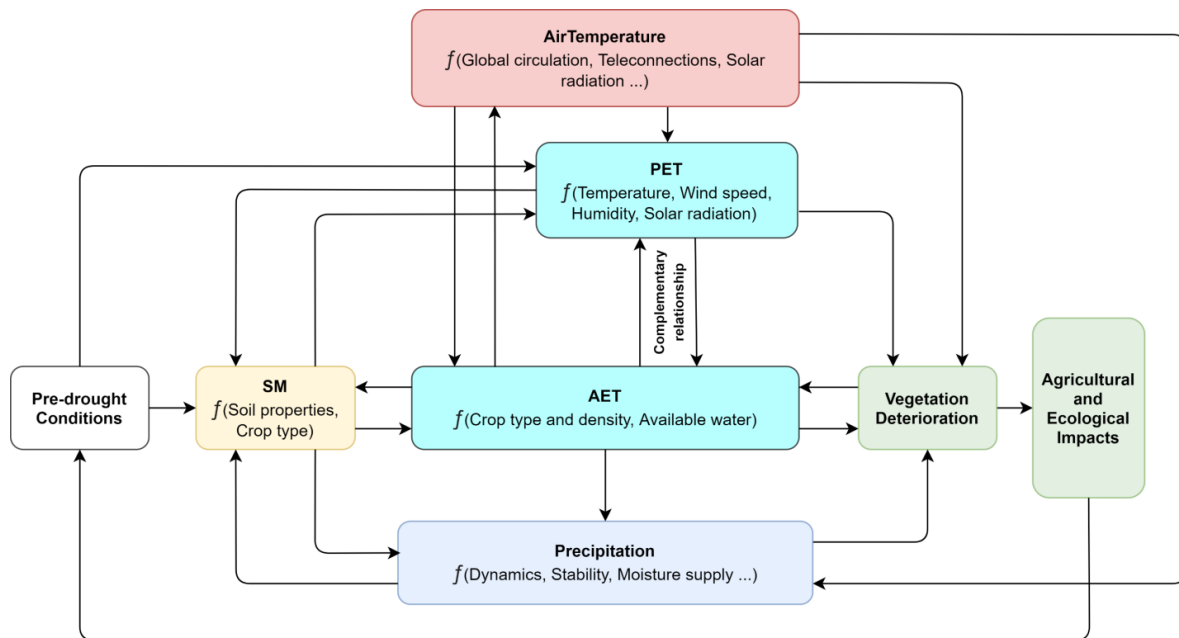 AirTemperature
f(Global circulation, Teleconnections, Solar
radiation ...)
PET
f(Temperature, Wind speed,
Humidity, Solar radiation)
Complementary
relationship
Pre-drought
Conditions
SM
f(Soil properties,
Crop type)
AET
f(Crop type and density, Available water)
Vegetation
Deterioration
Agricultural
and
Ecological
Impacts
Precipitation
f(Dynamics, Stability, Moisture supply ...)